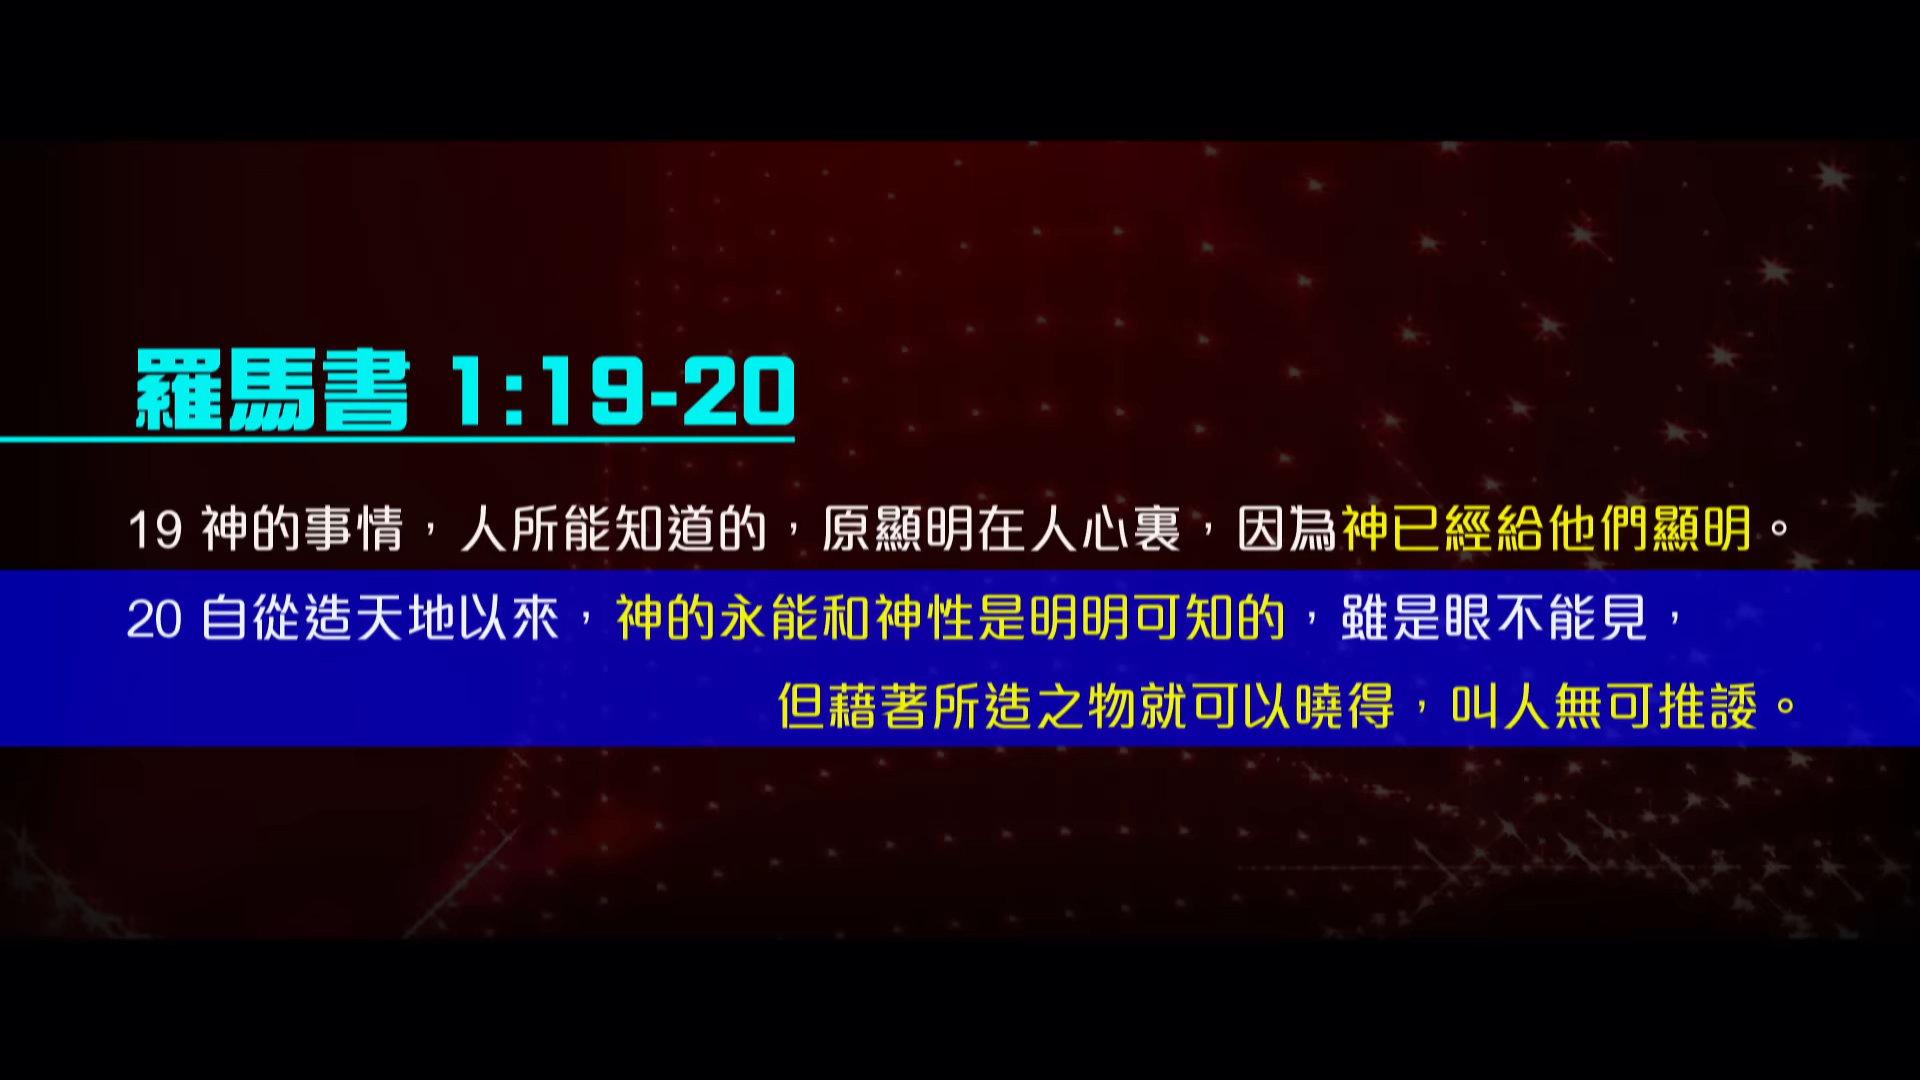 羅馬書 1:19-20
19 神的事情，人所能知道的，原顯明在人心裏，因為神已經給他們顯明。
20 自從造天地以來，神的永能和神性是明明可知的，雖是眼不能見，
但藉著所造之物就可以曉得，叫人無可推諉。